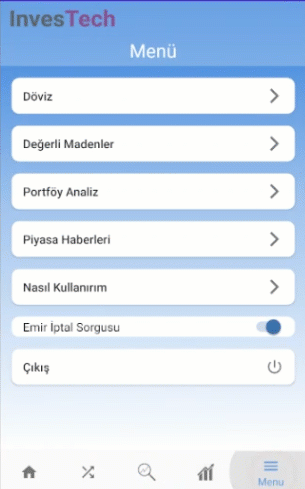 InvesTech
Menü
Döviz
Değerli Madenler
Portföy Analiz
Piyasa Haberleri
Nasıl Kullanırım
Emir İptal Sorgusu
Çıkış
Menu